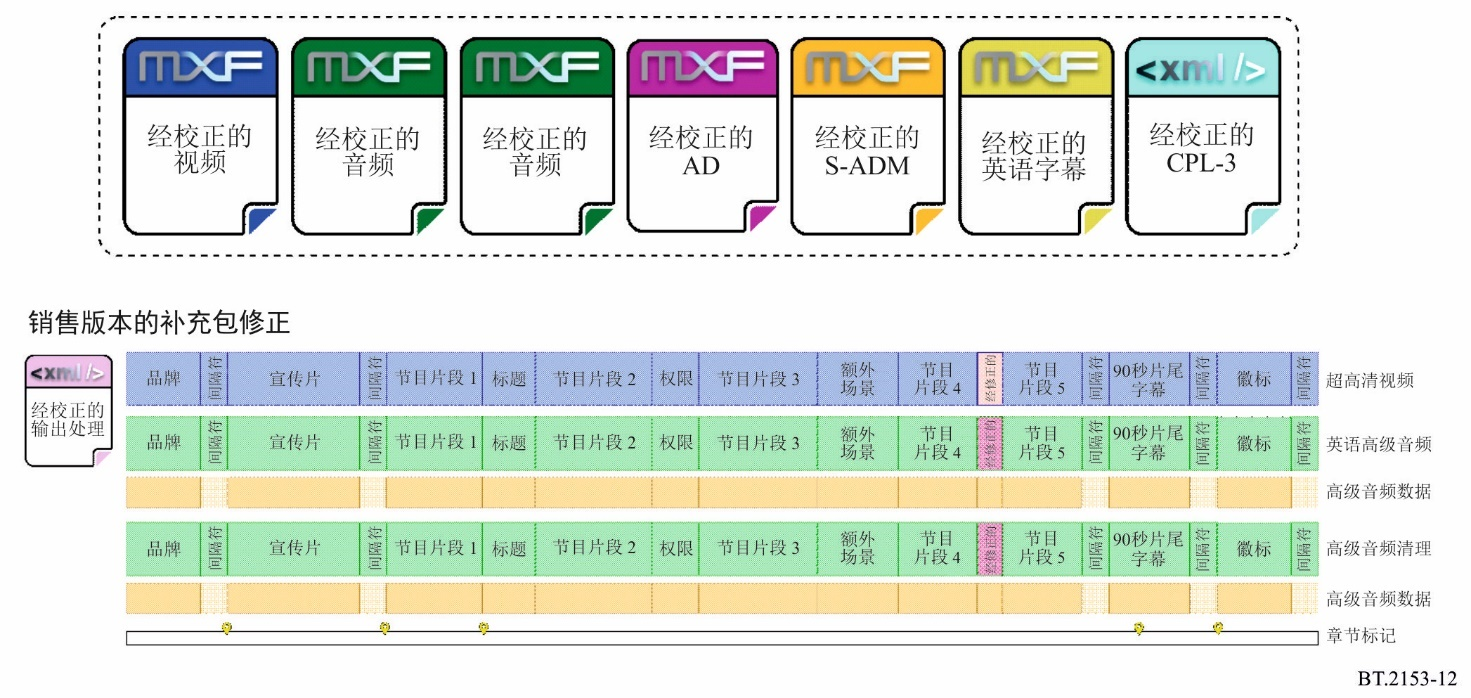 MXF
MXF
MXF
MXF
MXF
MXF
<xml />
经校正的
视频
经校正的
音频
经校正的
音频
经校正的
AD
经校正的
S-ADM
经校正的
英语字幕
经校正的
CPL-3
销售版本的补充包修正
<xml />
经校正的
输出处理
品牌
间隔符
宣传片
间隔符
节目片段 1
标题
节目片段 2
权限
节目片段 3
额外
场景
节目
片段 4
经修正的
节目
片段 5
间隔符
90秒片尾
字幕
间隔符
徽标
间隔符
超高清视频
品牌
间隔符
宣传片
间隔符
节目片段 1
标题
节目片段 2
权限
节目片段 3
额外
场景
节目
片段 4
经修正的
节目
片段 5
间隔符
90秒片尾
字幕
间隔符
徽标
间隔符
英语高级音频
高级音频数据
品牌
间隔符
宣传片
间隔符
节目片段 1
标题
节目片段 2
权限
节目片段 3
额外
场景
节目
片段 4
经修正的
节目
片段 5
间隔符
90秒片尾
字幕
间隔符
徽标
间隔符
高级音频清理
高级音频数据
章节标记
BT.2153-12